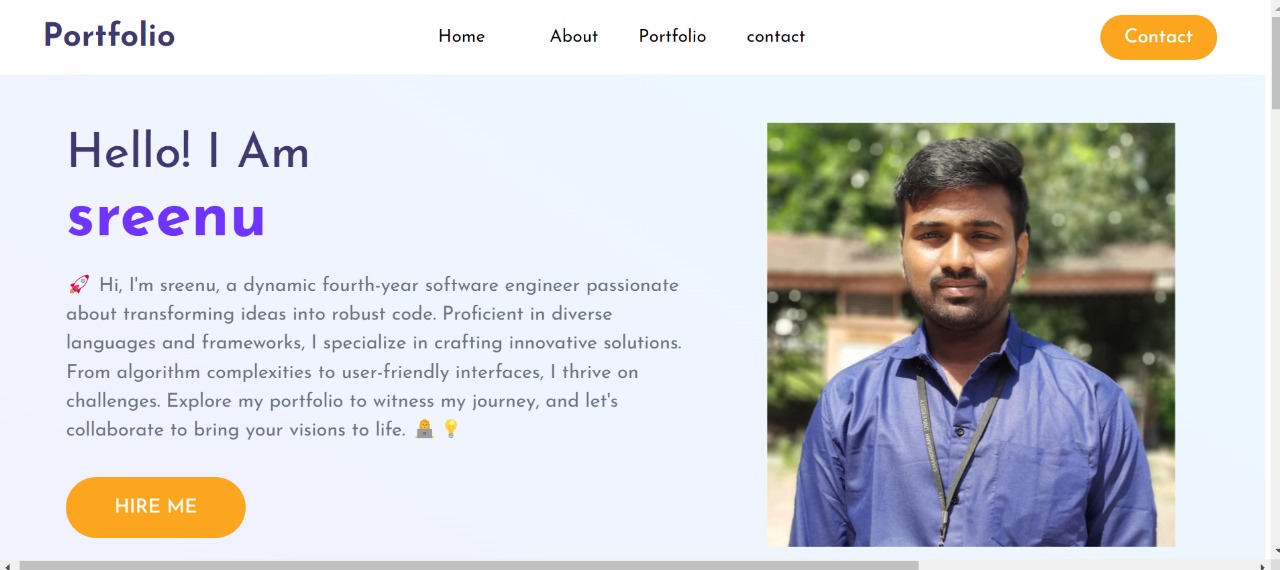 Portfolio
Home About Portfolio contact
Contact
Hello! I Am
sreenu
🚀 Hi, I'm sreenu, a dynamic fourth-year software engineer passionate
about transforming ideas into robust code. Proficient in diverse
languages and frameworks, I specialize in crafting innovative solutions.
From algorithm complexities to user-friendly interfaces, I thrive on
challenges. Explore my portfolio to witness my journey, and let's
collaborate to bring your visions to life. 👩‍💻 💡
HIRE ME
CHANDIGARH UNIVERSITY